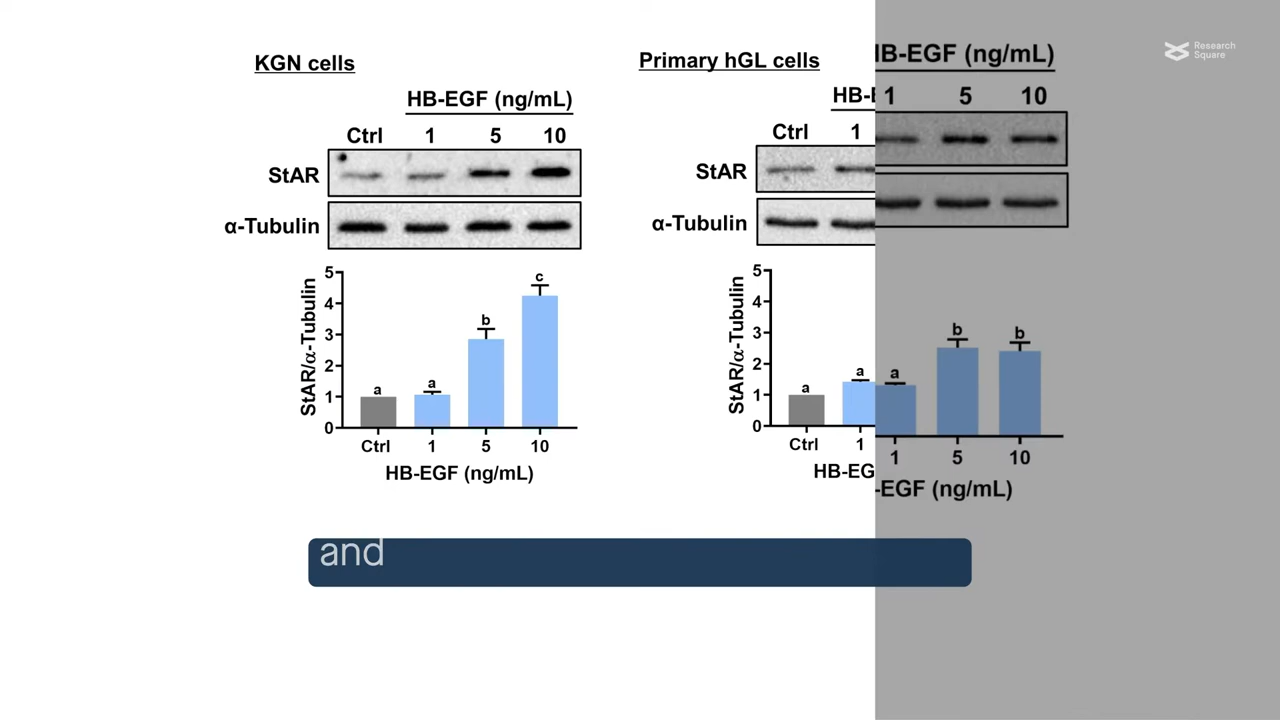 Research
Square
KGN cells
HB-EGF (ng/mL)
Ctrl 1 5 10
StAR
α-Tubulin
StAR/α-Tubulin
5
4
3
2
1
0
a a b c
Ctrl 1 5 10
HB-EGF (ng/mL)
Primary hGL cells
HB-E
Ctrl 1
StAR
α-Tubulin
StAR/α-Tubulin
5
4
3
2
1
0
a a
Ctrl 1
HB-EG
HB-EGF (ng/mL)
1 5 10
a b b
1 5 10
-EGF (ng/mL)
and